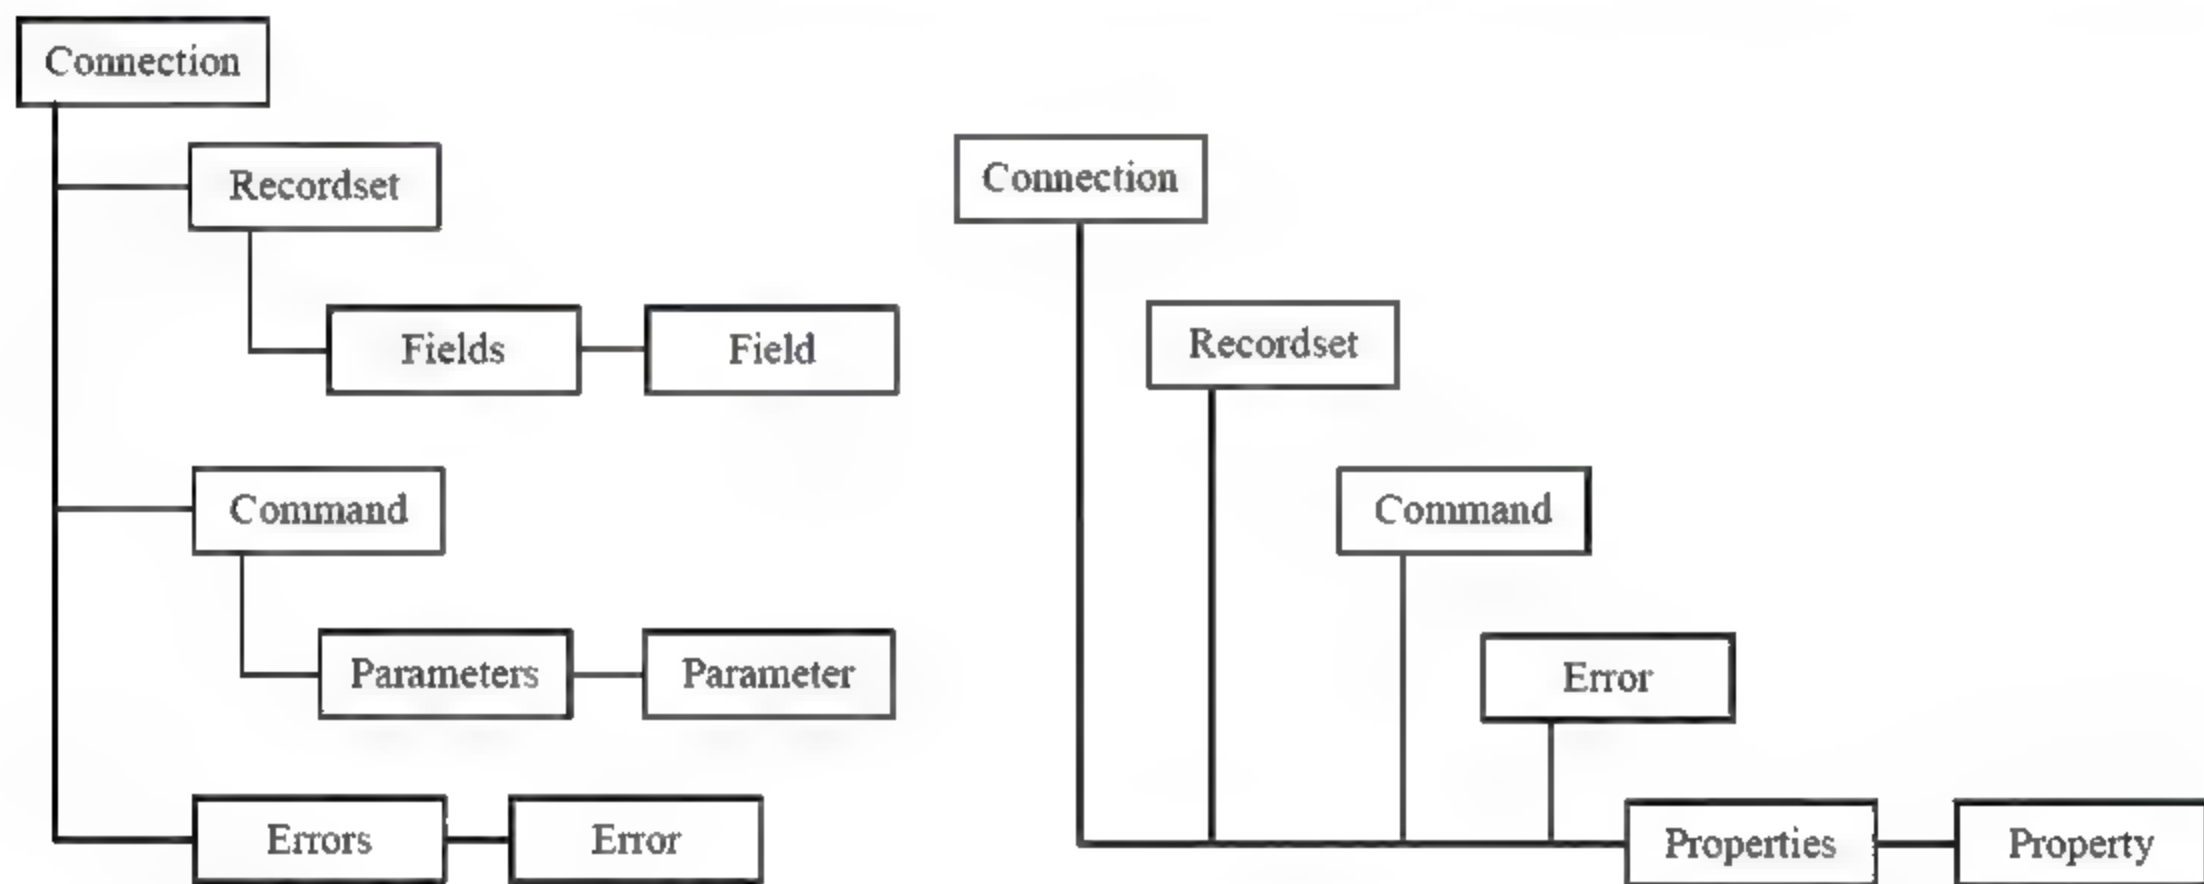 Connection
Recordset
Fields
Field
Command
Parameters
Parameter
Errors
Error
Connection
Recordset
Command
Error
Properties
Property